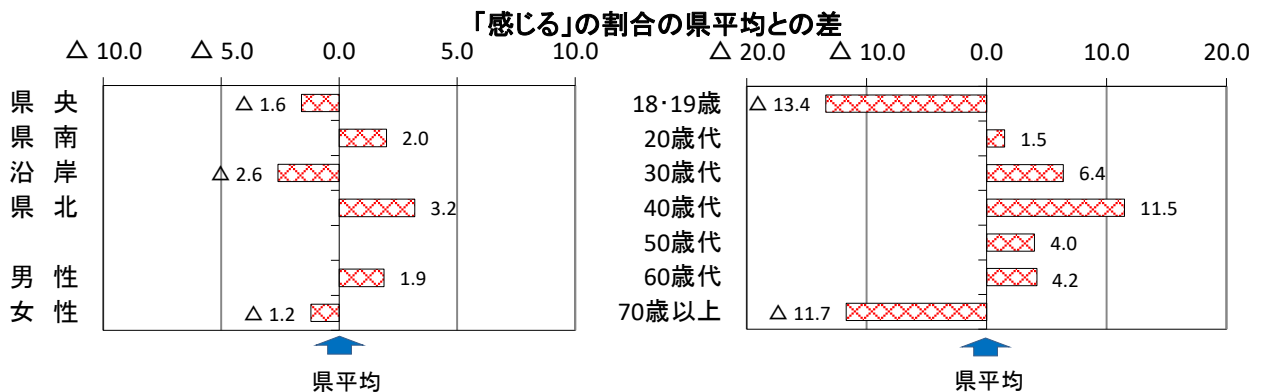 「感じる」の割合の県平均との差
△ 10.0 △ 5.0 0.0 5.0 10.0
県 央 △ 1.6
県 南 2.0
沿 岸 △ 2.6
県 北 3.2
男 性 1.9
女 性 △ 1.2
県平均
△ 20.0 △ 10.0 0.0 10.0 20.0
18･19歳 △ 13.4
20歳代 1.5
30歳代 6.4
40歳代 11.5
50歳代 4.0
60歳代 4.2
70歳以上 △ 11.7
県平均